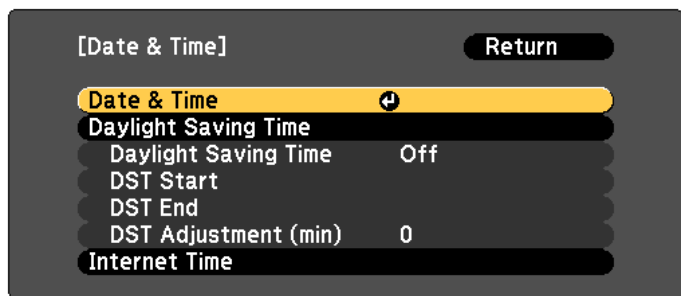 [Date & Time] Return
Date & Time
Daylight Saving Time
Daylight Saving Time Off
DST Start
DST End
DST Adjustment (min) 0
Internet Time